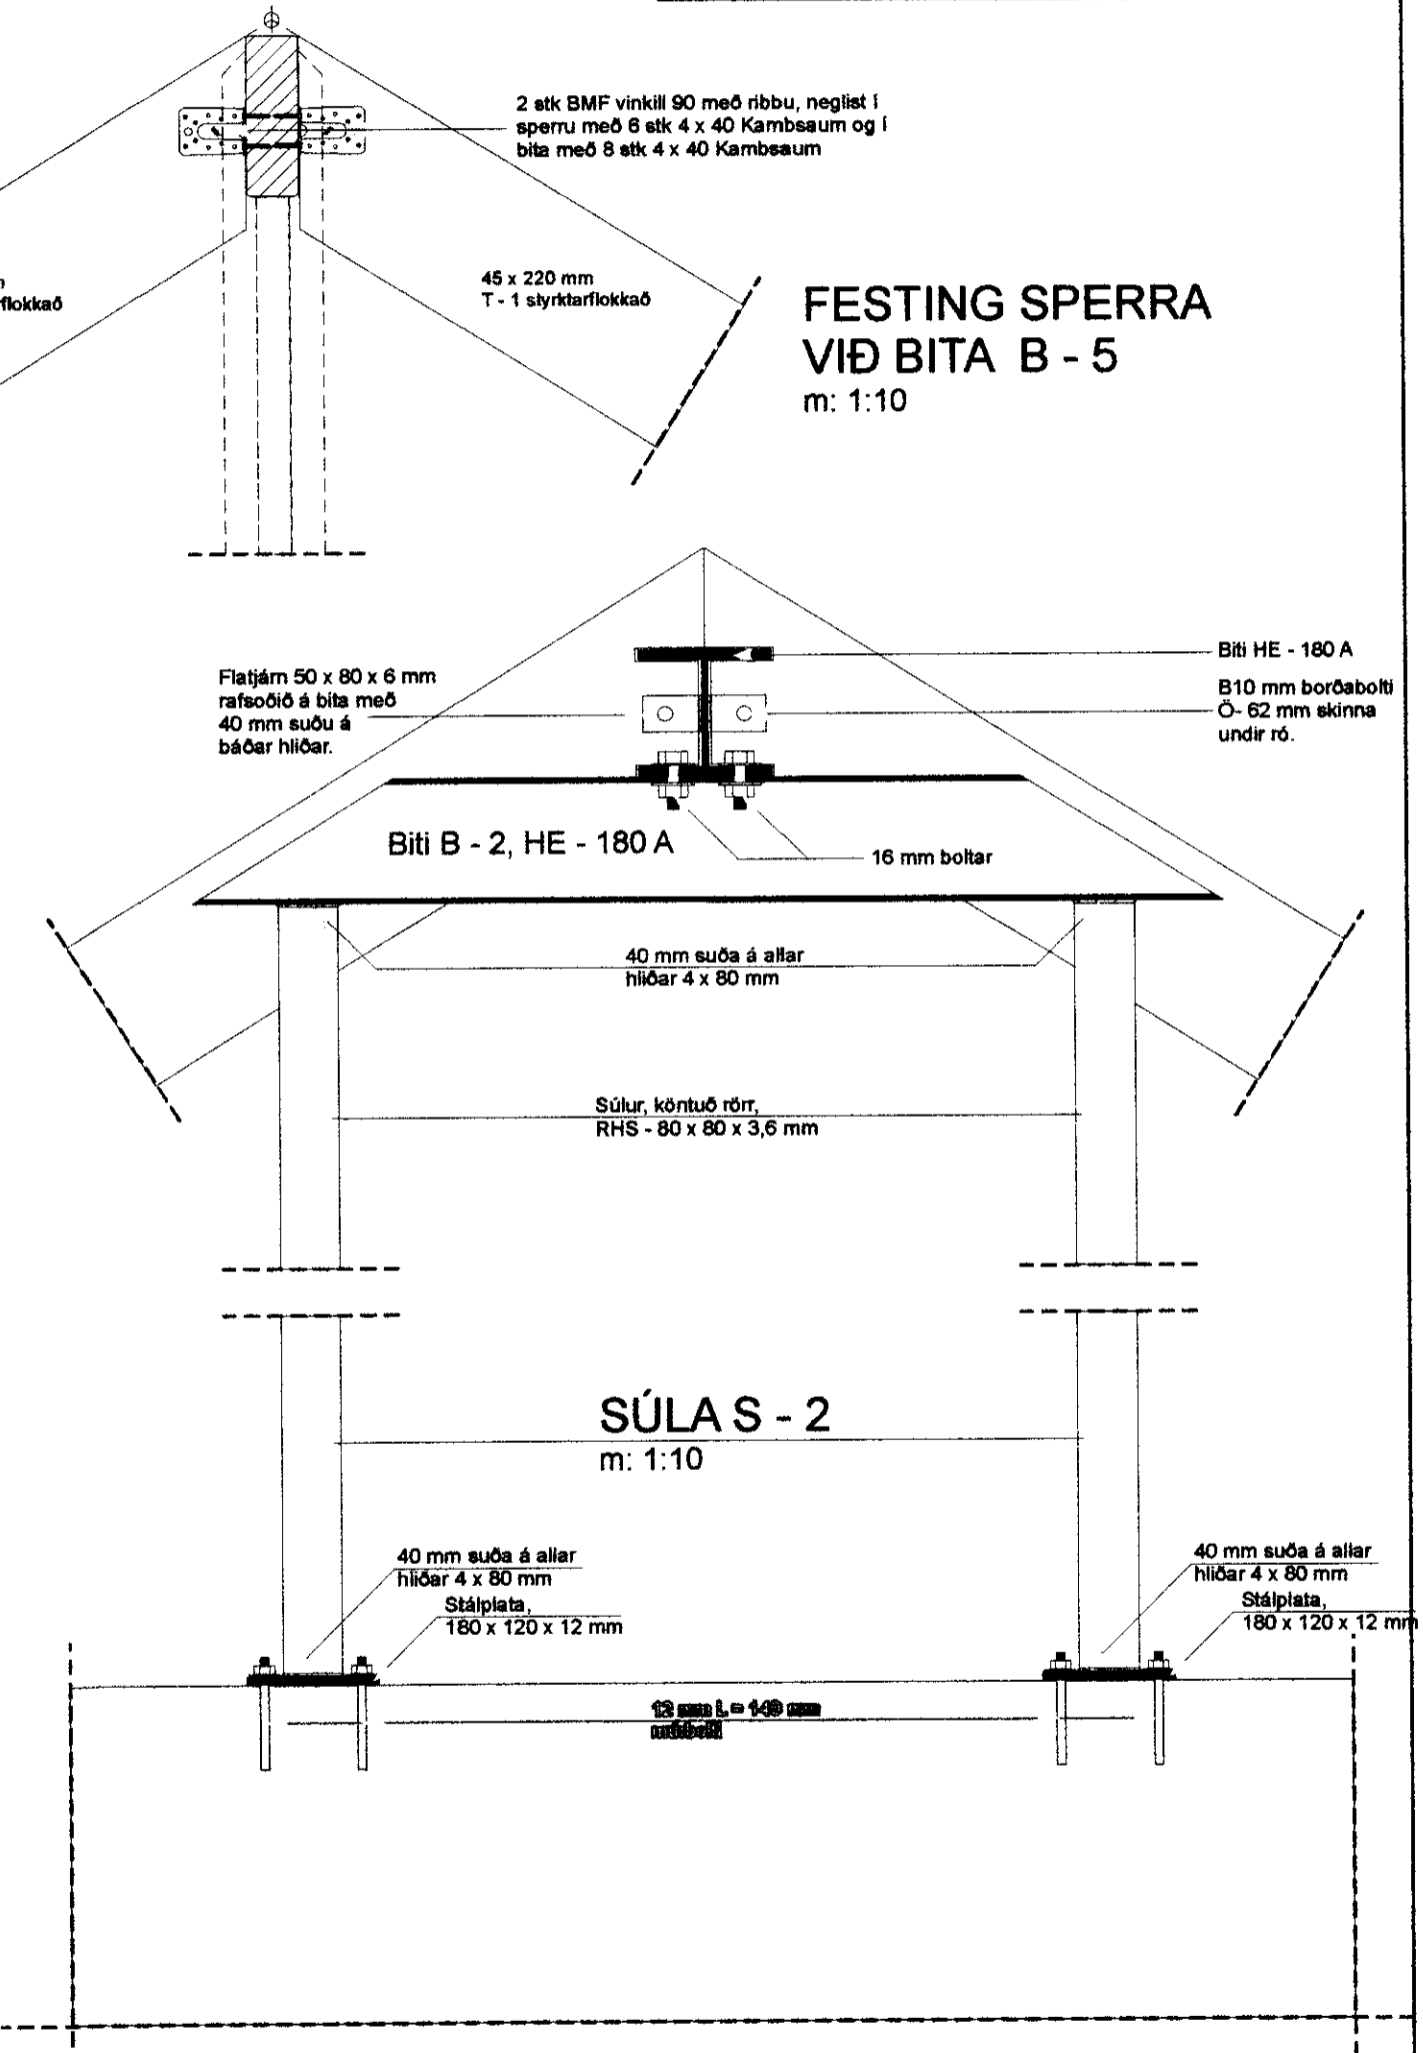 2 stk BMF vinkill 90 með ribbu, neglist í
sperru með 6 stk 4 x 40 Kambsaum og í
bita með 8 stk 4 x 40 Kambsaum
flokkað
45 x 220 mm
T - 1 styrktarflokkað
FESTING SPERRA
VIÐ BITA B - 5
m: 1:10
Flatjárn 50 x 80 x 6 mm
rafsoðið á bita með
40 mm suðu á
báðar hliðar.
Biti HE - 180 A
B10 mm borðabolti
Ö- 62 mm skinna
undir ró.
Biti B - 2, HE - 180 A
16 mm boltar
40 mm suða á allar
hliðar 4 x 80 mm
Súlur, köntuð rörr,
RHS - 80 x 80 x 3,6 mm
SÚLA S - 2
m: 1:10
40 mm suða á allar
hliðar 4 x 80 mm
Stálplata,
180 x 120 x 12 mm
40 mm suða á allar
hliðar 4 x 80 mm
Stálplata,
180 x 120 x 12 mm
12 mm L =